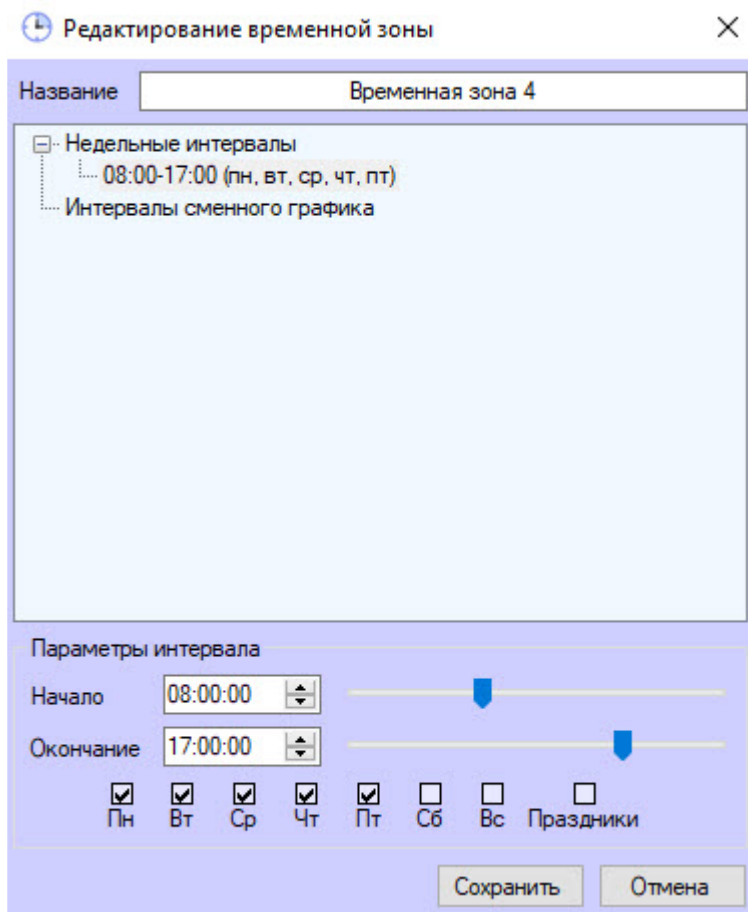 Редактирование временной зоны
Название Временная зона 4
Недельные интервалы
08:00-17:00 (пн, вт, ср, чт, пт)
Интервалы сменного графика
Параметры интервала
Начало 08:00:00
Окончание 17:00:00
Пн Вт Ср Чт Пт Сб Вс Праздники
Сохранить Отмена